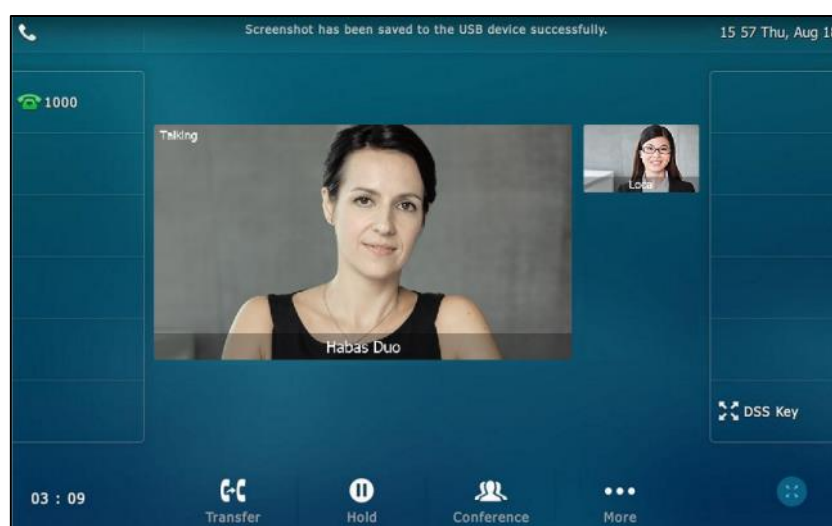 Screenshot has been saved to the USB device successfully.
15 57 Thu, Aug 18
1000
Talking
Local
Habas Duo
DSS Key
03 : 09
Transfer
Hold
Conference
More